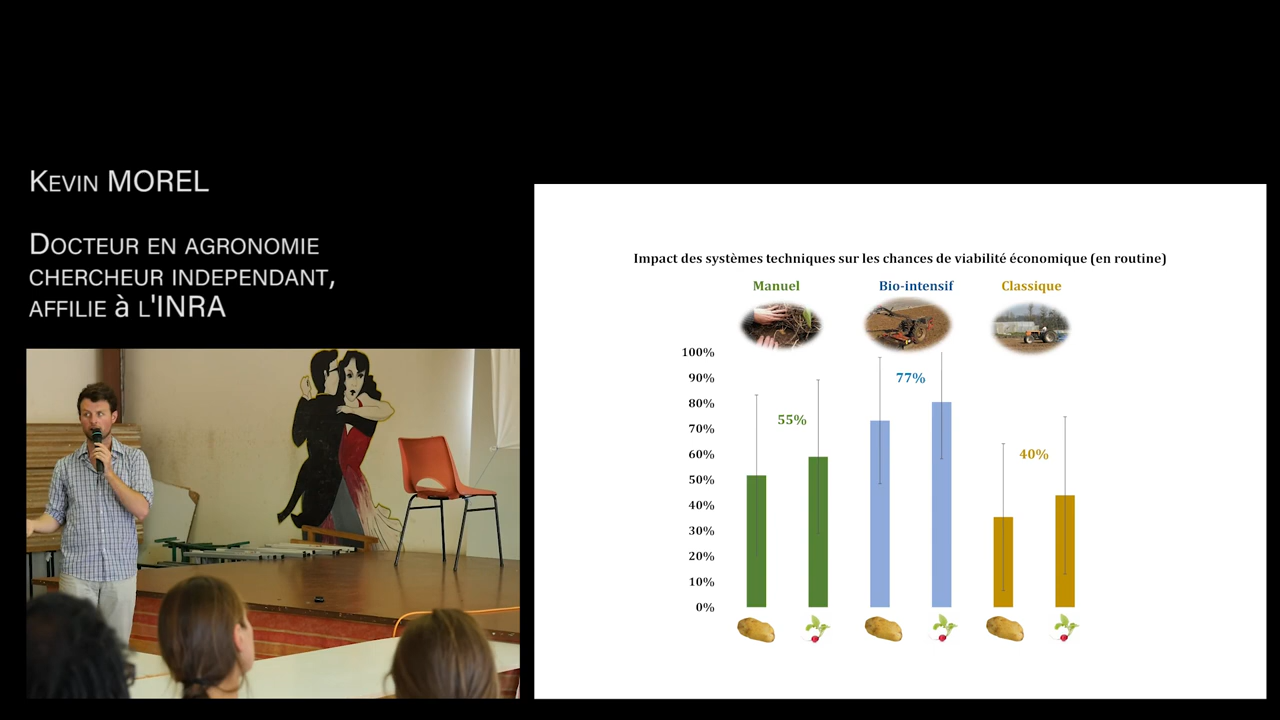 Kevin MOREL
Docteur en agronomie
chercheur independant,
affilie à l'INRA
Impact des systèmes techniques sur les chances de viabilité économique (en routine)
Manuel Bio-intensif Classique
100%
90%
80%
70%
60%
50%
40%
30%
20%
10%
0%
55%
77%
40%